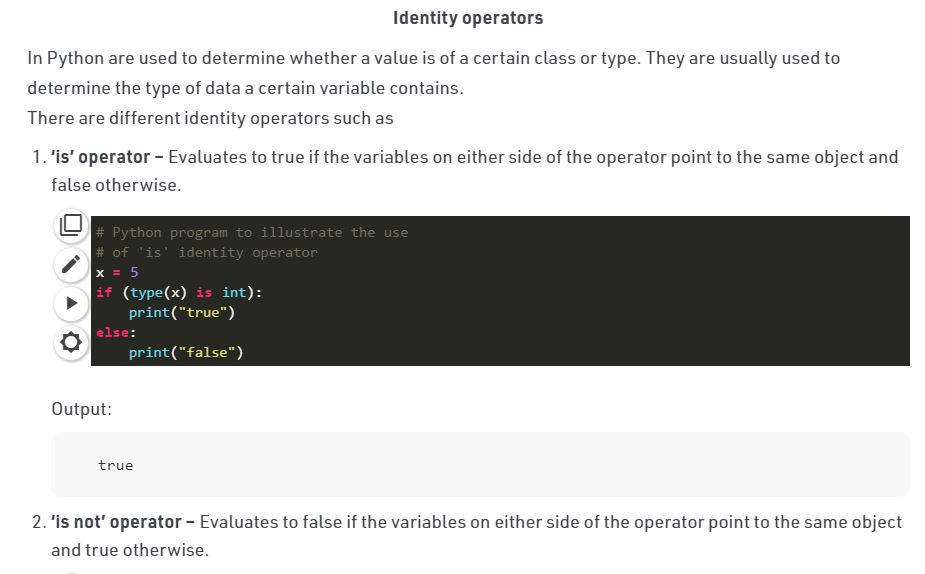 Identity operators
In Python are used to determine whether a value is of a certain class or type. They are usually used to
determine the type of data a certain variable contains.
There are different identity operators such as
1. ‘is’ operator – Evaluates to true if the variables on either side of the operator point to the same object and
false otherwise.
# Python program to illustrate the use
# of 'is' identity operator
x = 5
if (type(x) is int):
    print("true")
else:
    print("false")
Output:
true
2. ‘is not’ operator – Evaluates to false if the variables on either side of the operator point to the same object
and true otherwise.